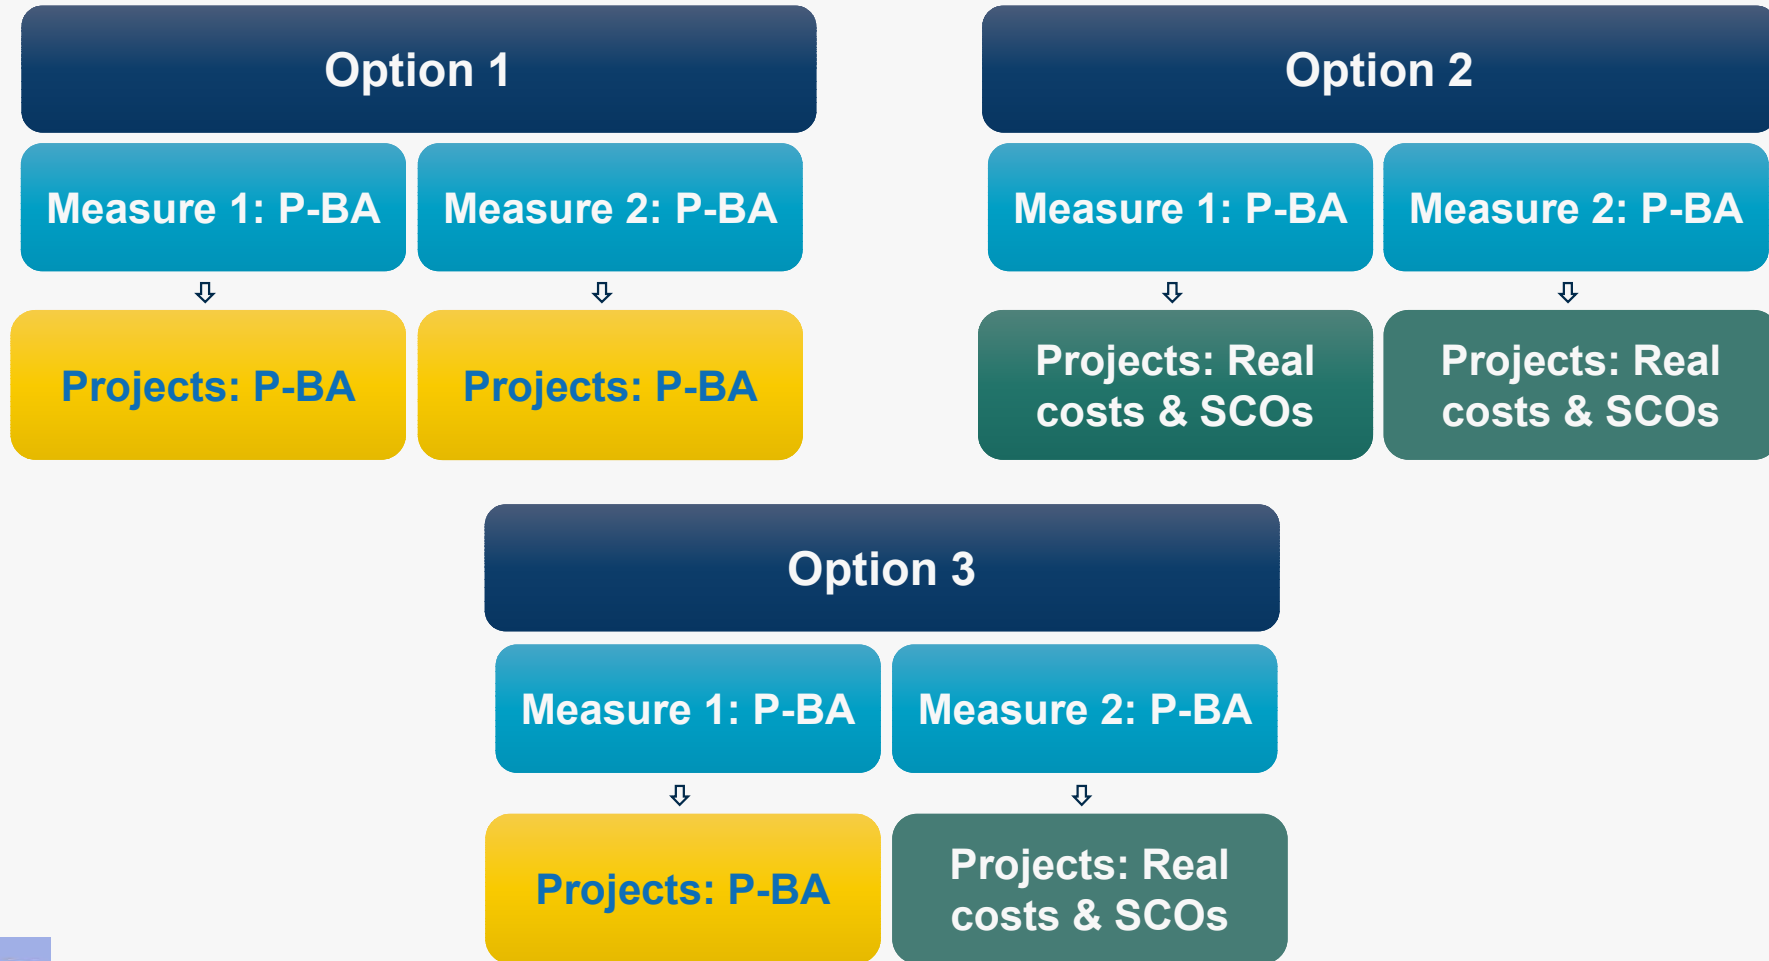 Option 1
Option 2
Measure 1: P-BA
Measure 2: P-BA
Measure 1: P-BA
Measure 2: P-BA
Projects: P-BA
Projects: P-BA
Projects: Real
costs & SCOs
Projects: Real
costs & SCOs
Option 3
Measure 1: P-BA
Measure 2: P-BA
Projects: P-BA
Projects: Real
costs & SCOs